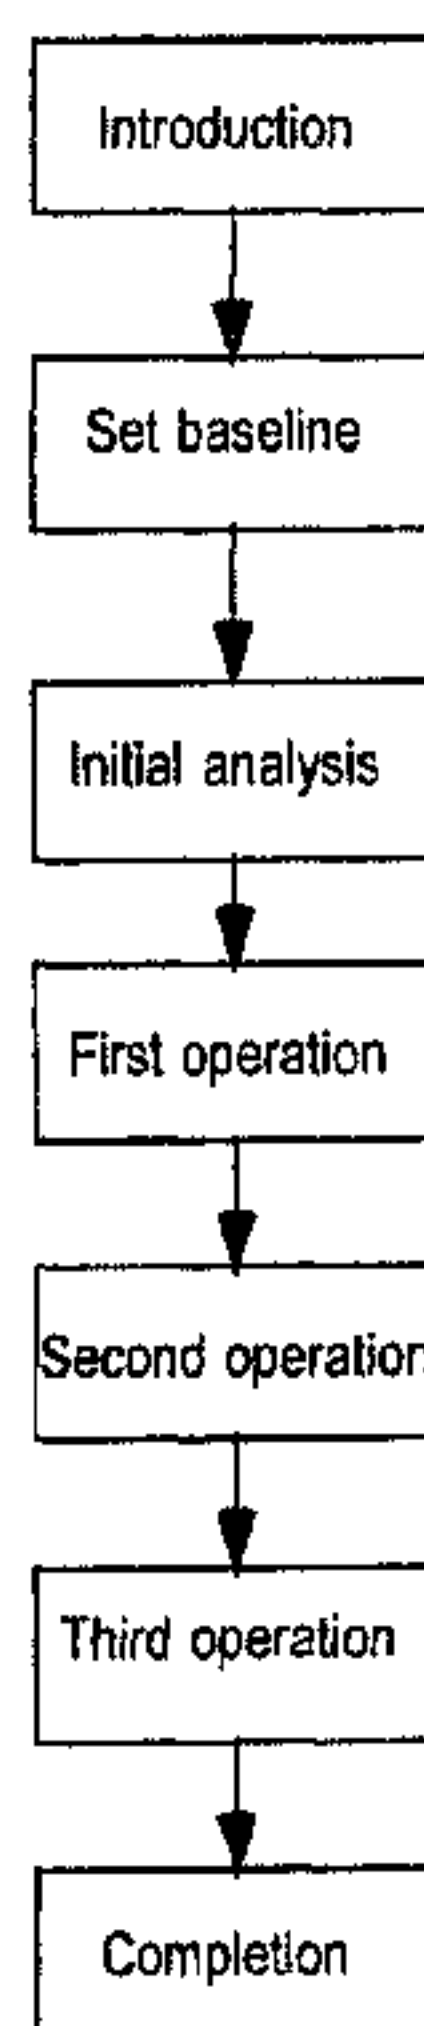 Introduction
Set baseline
Initial analysis
First operation
Second operation
Third operation
Completion